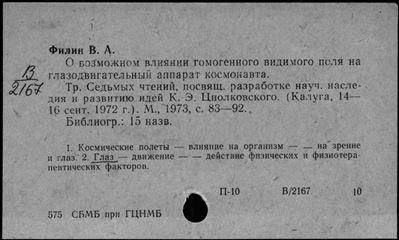 Филин В. А.
О возможном влиянии гомогенного видимого поля на
глазодвигательный аппарат космонавта.
В
2167
Тр. Седьмых чтений, посвящ. разработке науч. насле-
дия и развитию идей К. Э. Циолковского. (Калуга, 14—
16 сент. 1972 г.). М., 1973, с. 83—92.
Библиогр.: 15 назв.
1. Космические полеты — влияние на организм — — на зрение
и глаз. 2. Глаз — движение — — действие физических и физиотера-
певтических факторов.
П-10 В/2167 10
575 СБМБ при ГЦНМБ